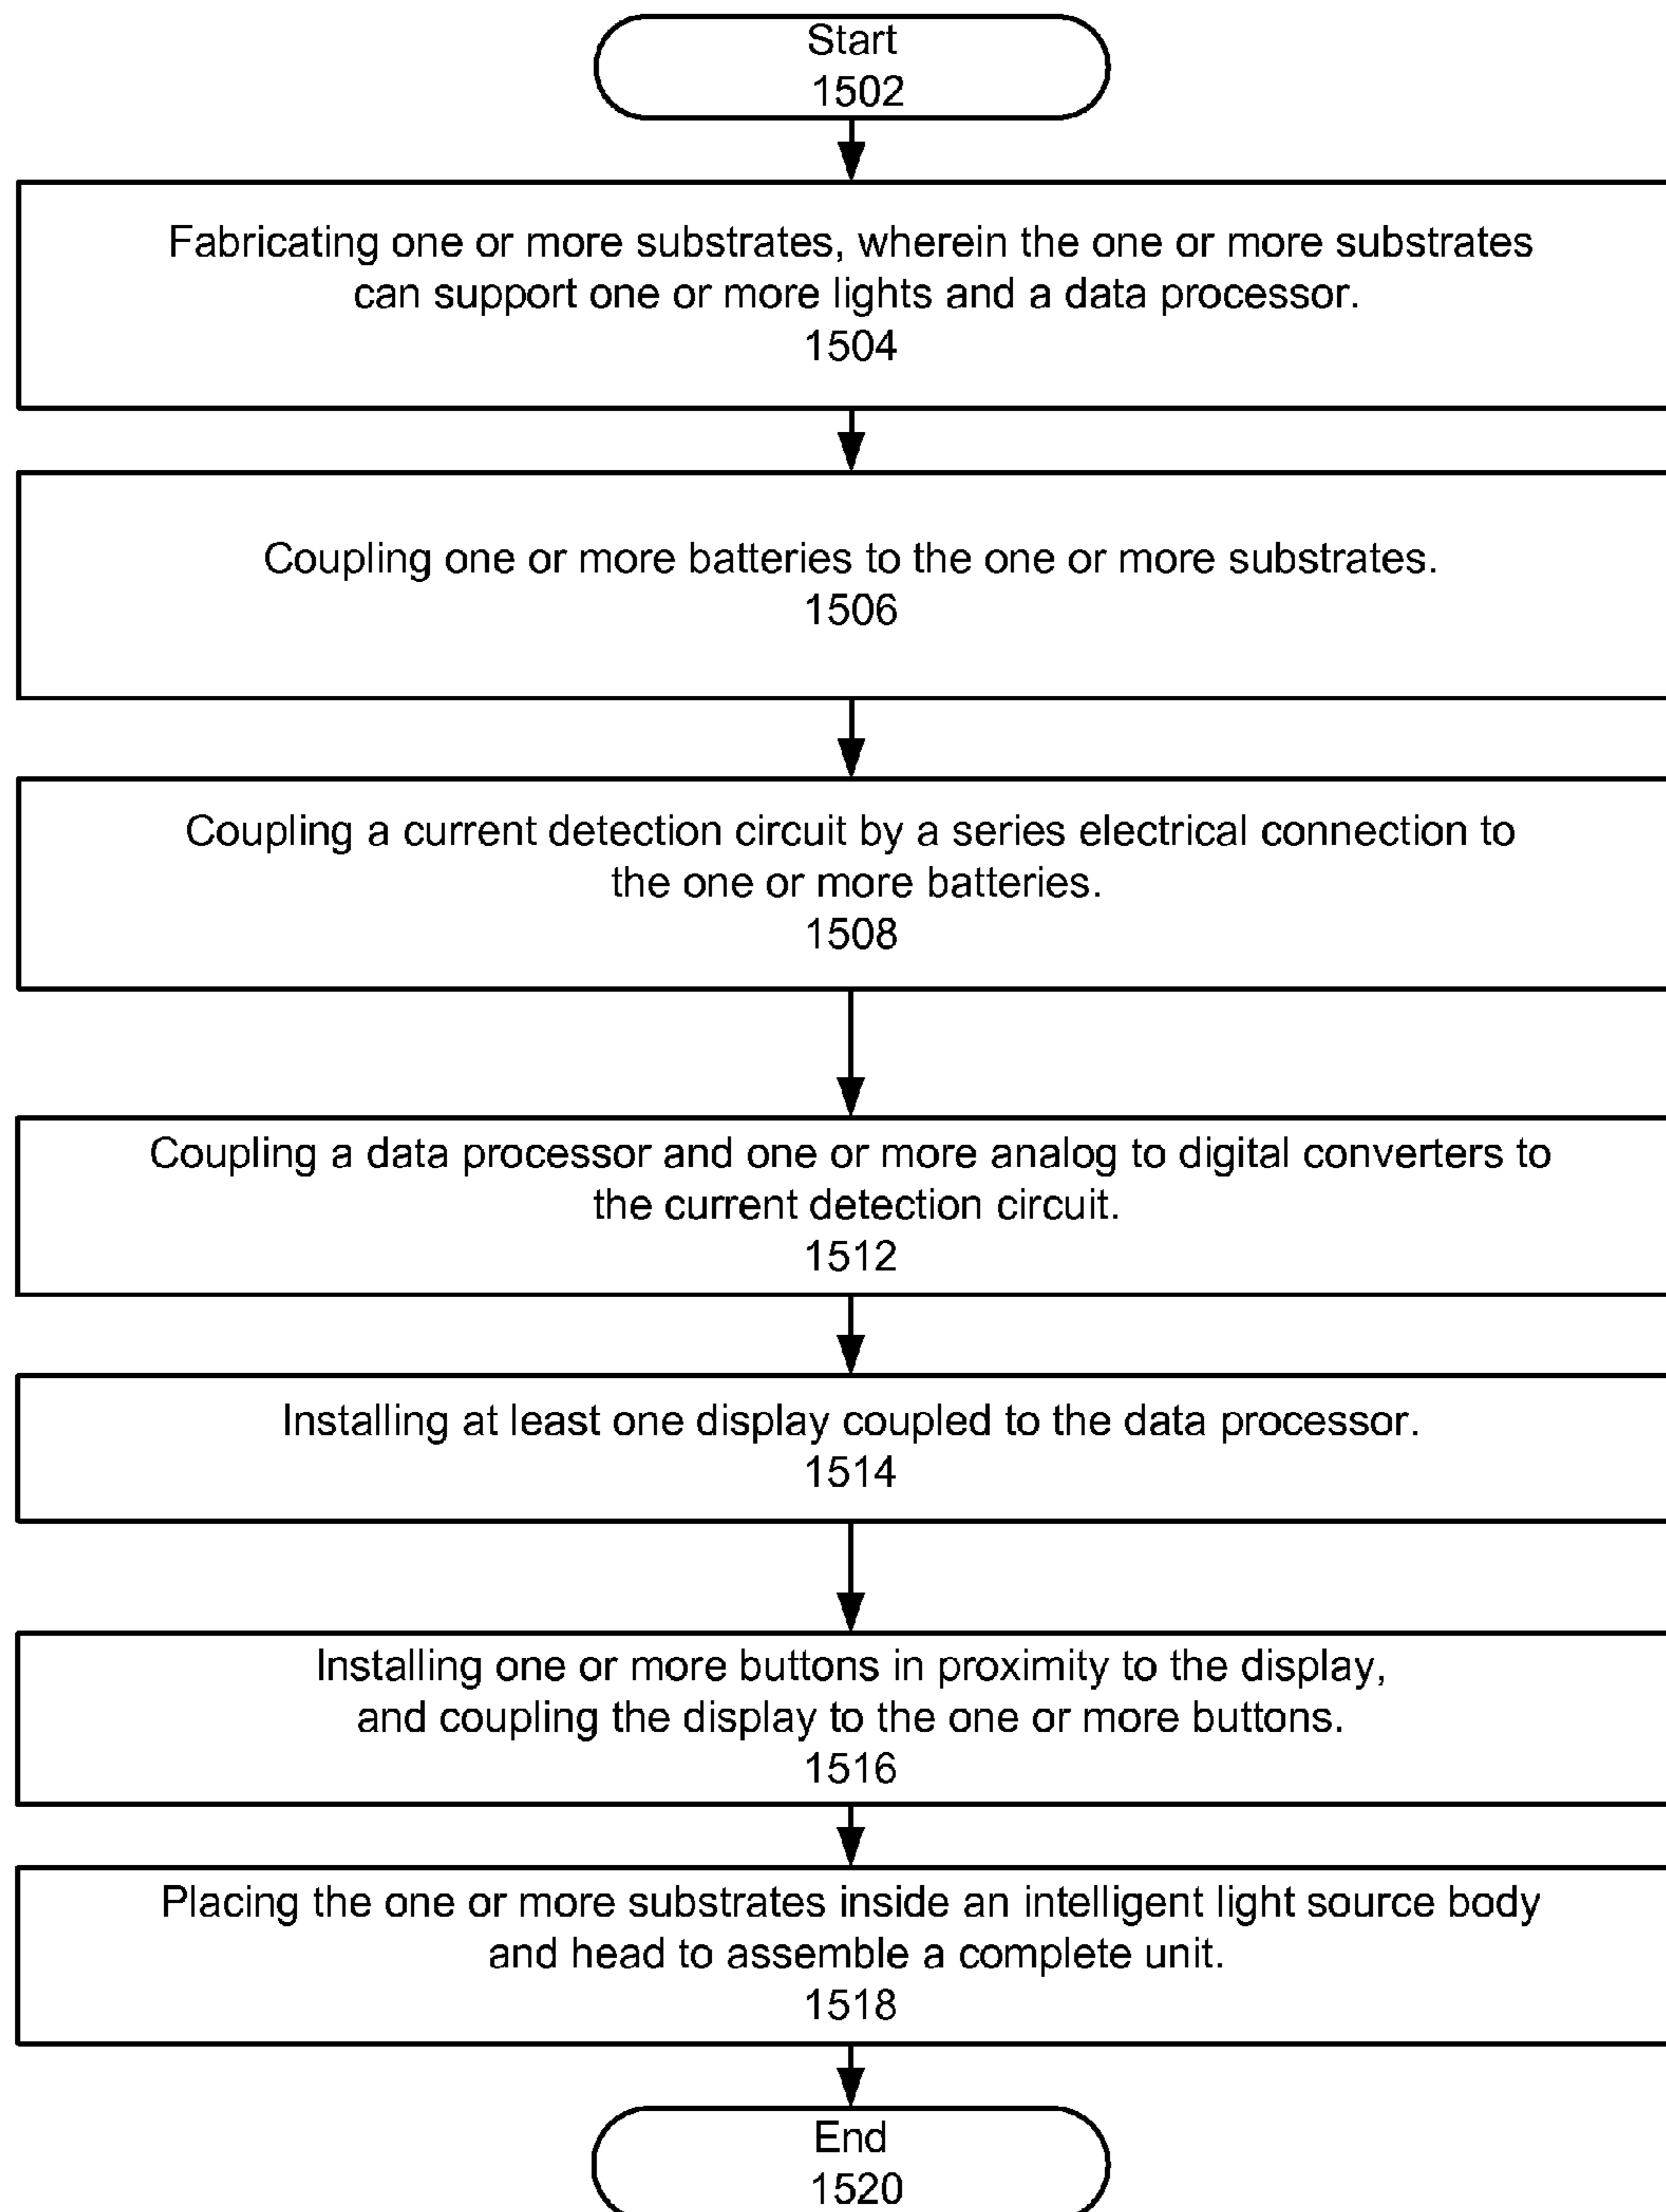 Start
1502
Fabricating one or more substrates, wherein the one or more substrates
can support one or more lights and a data processor.
1504
Coupling one or more batteries to the one or more substrates.
1506
Coupling a current detection circuit by a series electrical connection to
the one or more batteries.
1508
Coupling a data processor and one or more analog to digital converters to
the current detection circuit.
1512
Installing at least one display coupled to the data processor.
1514
Installing one or more buttons in proximity to the display,
and coupling the display to the one or more buttons.
1516
Placing the one or more substrates inside an intelligent light source body
and head to assemble a complete unit.
1518
End
1520